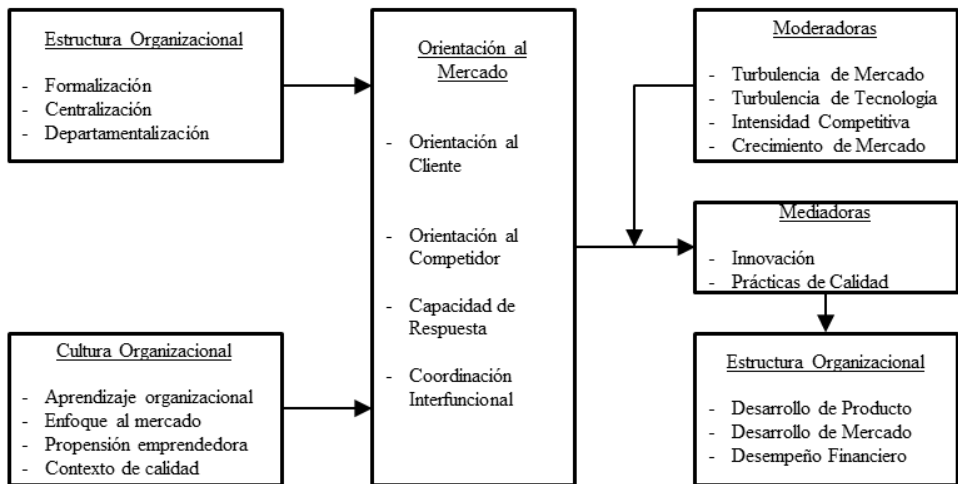 Estructura Organizacional
- Formalización
- Centralización
- Departamentalización
Cultura Organizacional
- Aprendizaje organizacional
- Enfoque al mercado
- Propensión emprendedora
- Contexto de calidad
Orientación al
Mercado
- Orientación al
Cliente
- Orientación al
Competidor
- Capacidad de
Respuesta
- Coordinación
Interfuncional
Moderadoras
- Turbulencia de Mercado
- Turbulencia de Tecnología
- Intensidad Competitiva
- Crecimiento de Mercado
Mediadoras
- Innovación
- Prácticas de Calidad
Estructura Organizacional
- Desarrollo de Producto
- Desarrollo de Mercado
- Desempeño Financiero